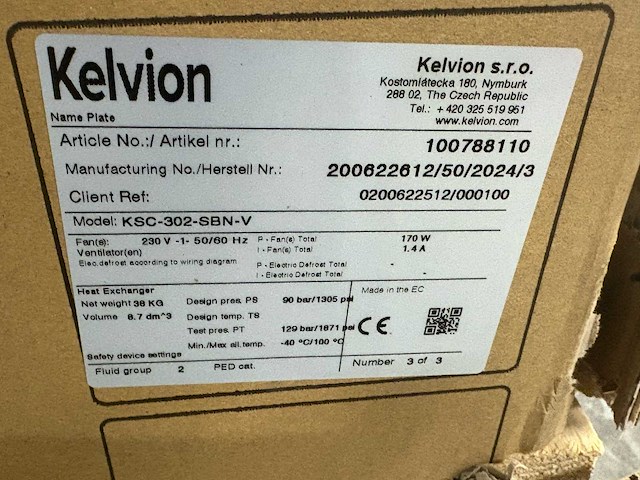 Kelvion
Kelvion s.r.o.
Kostomlátecka 180, Nymburk
288 02, The Czech Republic
Tel.: +420 325 519 951
www.kelvion.com
Name Plate
Article No.:/ Artikel nr.: 100788110
Manufacturing No./Herstell Nr.: 200622612/50/2024/3
Client Ref: 0200622512/000100
Model: KSC-302-SBN-V
Fan(s): 230 V -1- 50/60 Hz P - Fan(s) Total 170 W
Ventilator(en) I - Fan(s) Total 1.4 A
Elec.defrost according to wiring diagram P - Electric Defrost Total -
I - Electric Defrost Total -
Heat Exchanger Made in the EC
Net weight 38 KG Design pres. PS 90 bar/1305 psi
Volume 8.7 dm^3 Design temp. TS
Test pres. PT 129 bar/1871 psi
Min./Max all.temp. -40 °C/100 °C
CE
Safety device settings
Fluid group 2 PED cat. Number 3 of 3